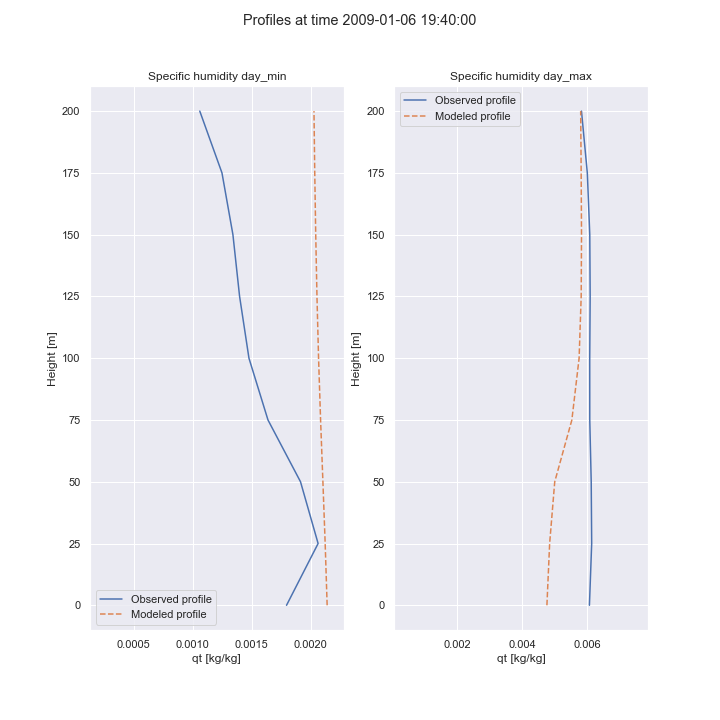 Profiles at time 2009-01-06 19:40:00
Specific humidity day_min
200
175
150
125
100
75
50
25
0
Height [m]
Observed profile
Modeled profile
0.0005
0.0010
0.0015
0.0020
qt [kg/kg]
Specific humidity day_max
Observed profile
Modeled profile
200
175
150
125
100
75
50
25
0
Height [m]
0.002
0.004
0.006
qt [kg/kg]